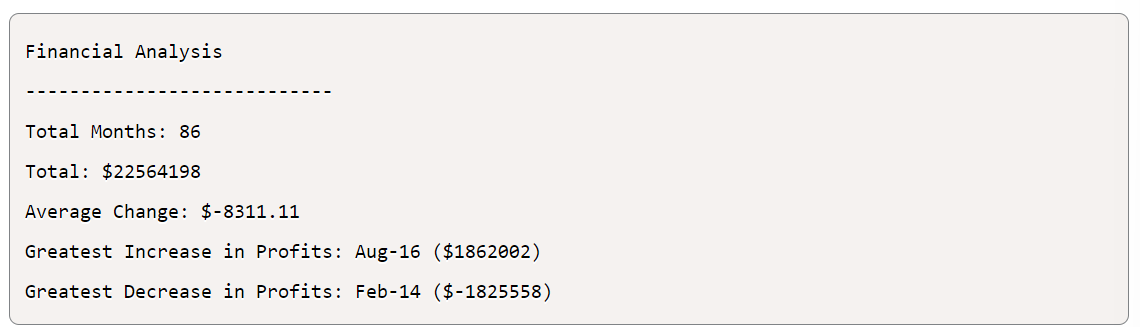 Financial Analysis
----------------------------
Total Months: 86
Total: $22564198
Average Change: $-8311.11
Greatest Increase in Profits: Aug-16 ($1862002)
Greatest Decrease in Profits: Feb-14 ($-1825558)